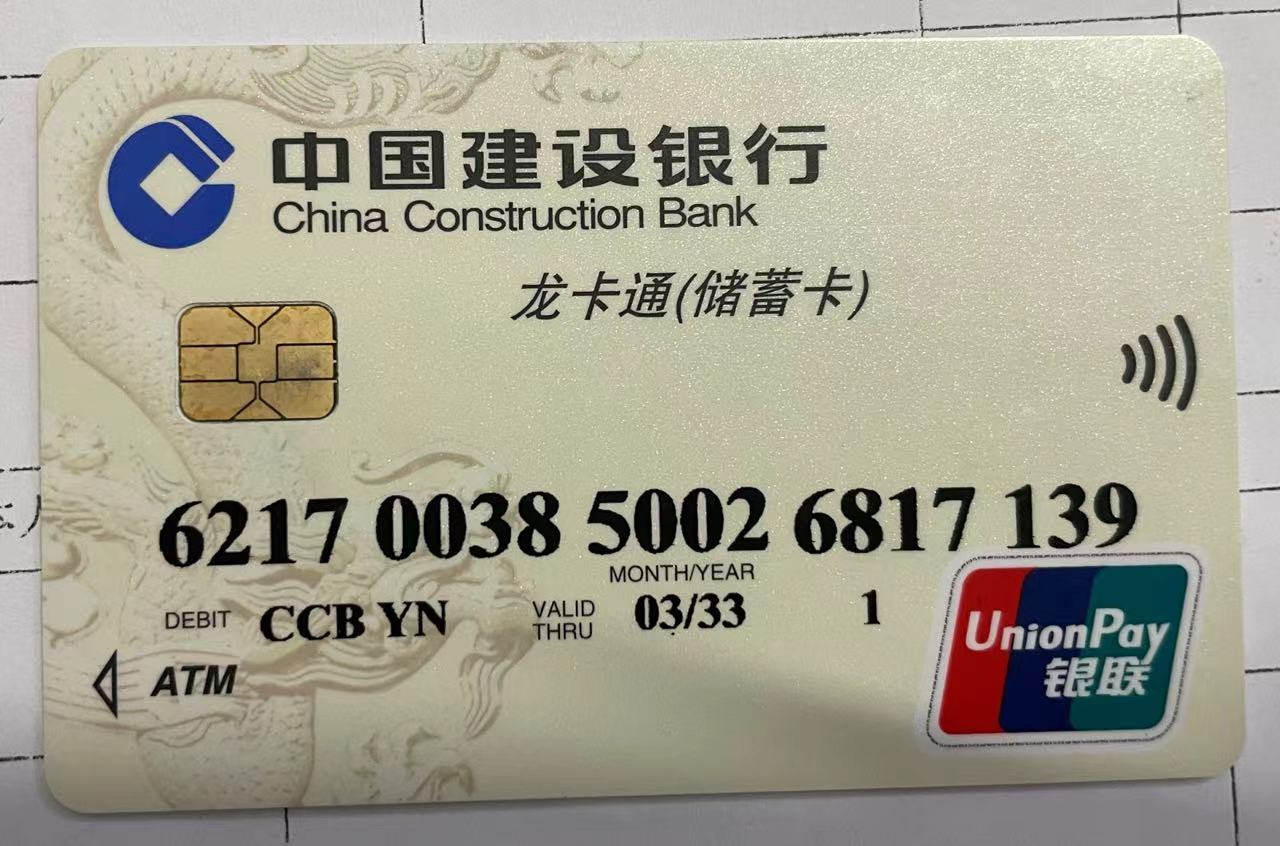 中国建设银行
China Construction Bank
龙卡通(储蓄卡)
6217 0038 5002 6817 139
MONTH/YEAR
DEBIT CCB YN VALID THRU 03/33 1
ATM
UnionPay
银联